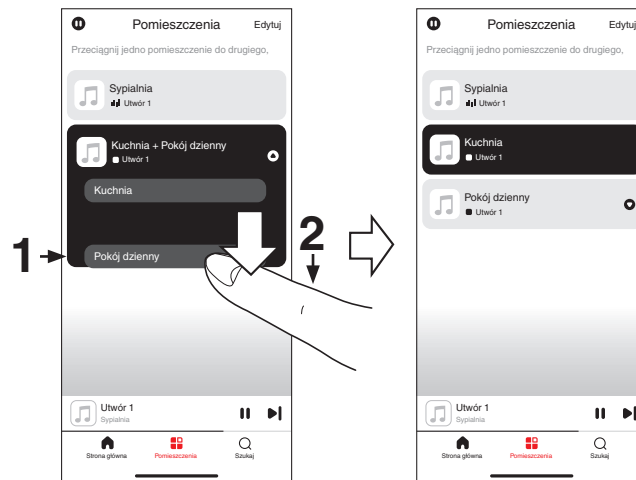 Pomieszczenia
Edytuj
Przeciągnij jedno pomieszczenie do drugiego,
Sypialnia
Utwór 1
Kuchnia + Pokój dzienny
Utwór 1
Kuchnia
Pokój dzienny
1
2
Utwór 1
Sypialnia
Strona główna
Pomieszczenia
Szukaj
Pomieszczenia
Edytuj
Przeciągnij jedno pomieszczenie do drugiego,
Sypialnia
Utwór 1
Kuchnia
Utwór 1
Pokój dzienny
Utwór 1
Utwór 1
Sypialnia
Strona główna
Pomieszczenia
Szukaj